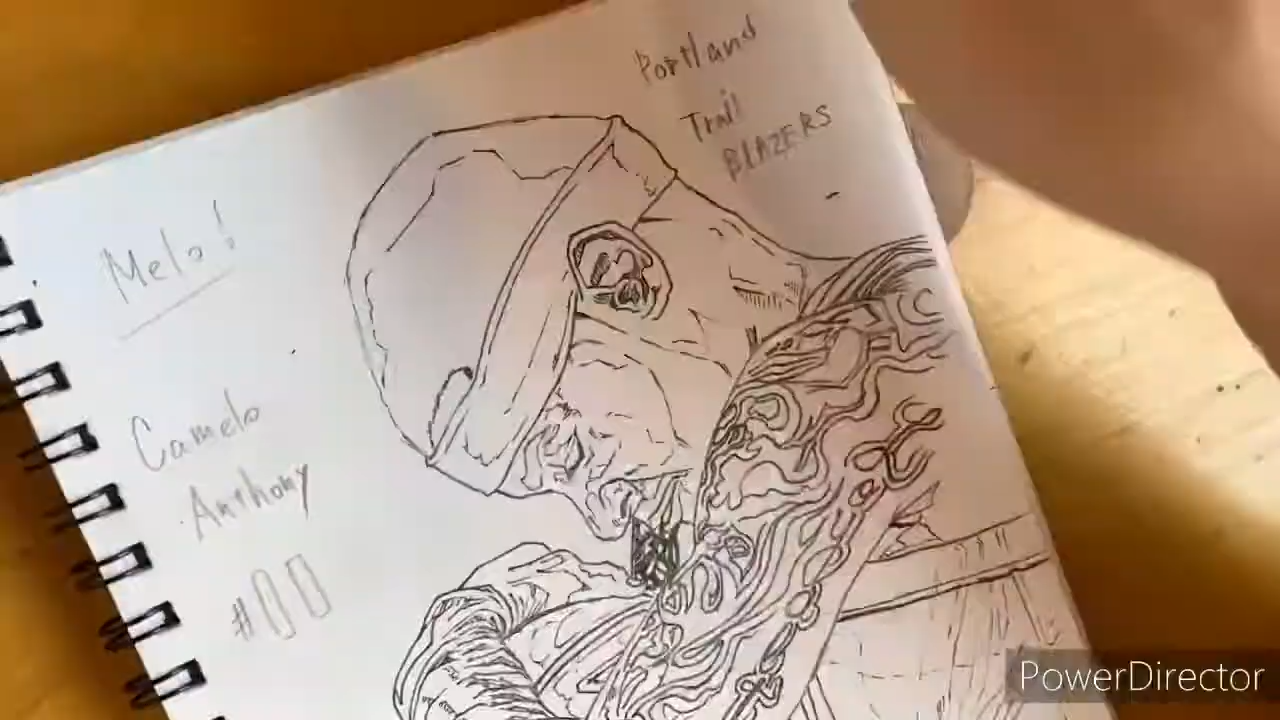 Portland
Trail
BLAZERS
Melo!
Camelo
Anthony
#00
PowerDirector